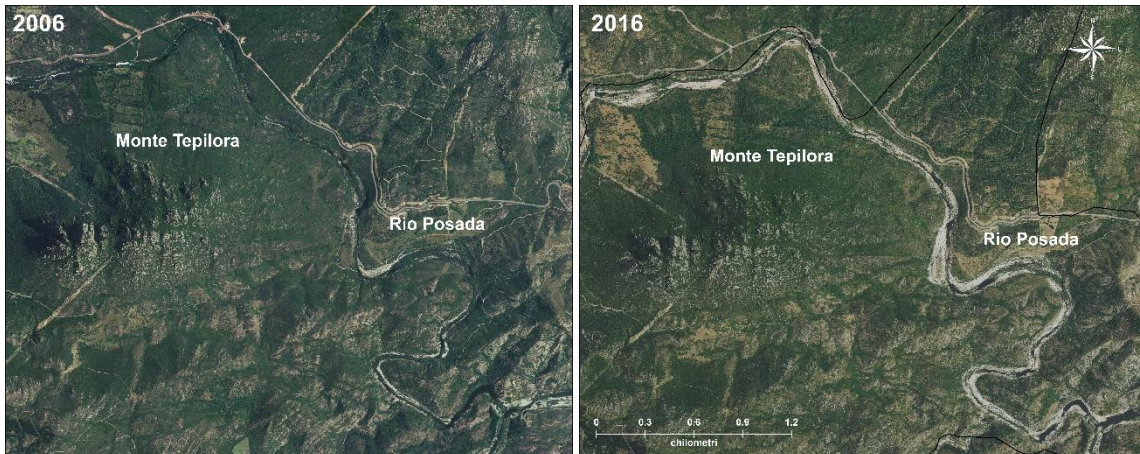 2006
Monte Tepilora
Rio Posada
2016
N
Monte Tepilora
Rio Posada
0 0.3 0.6 0.9 1.2
chilometri